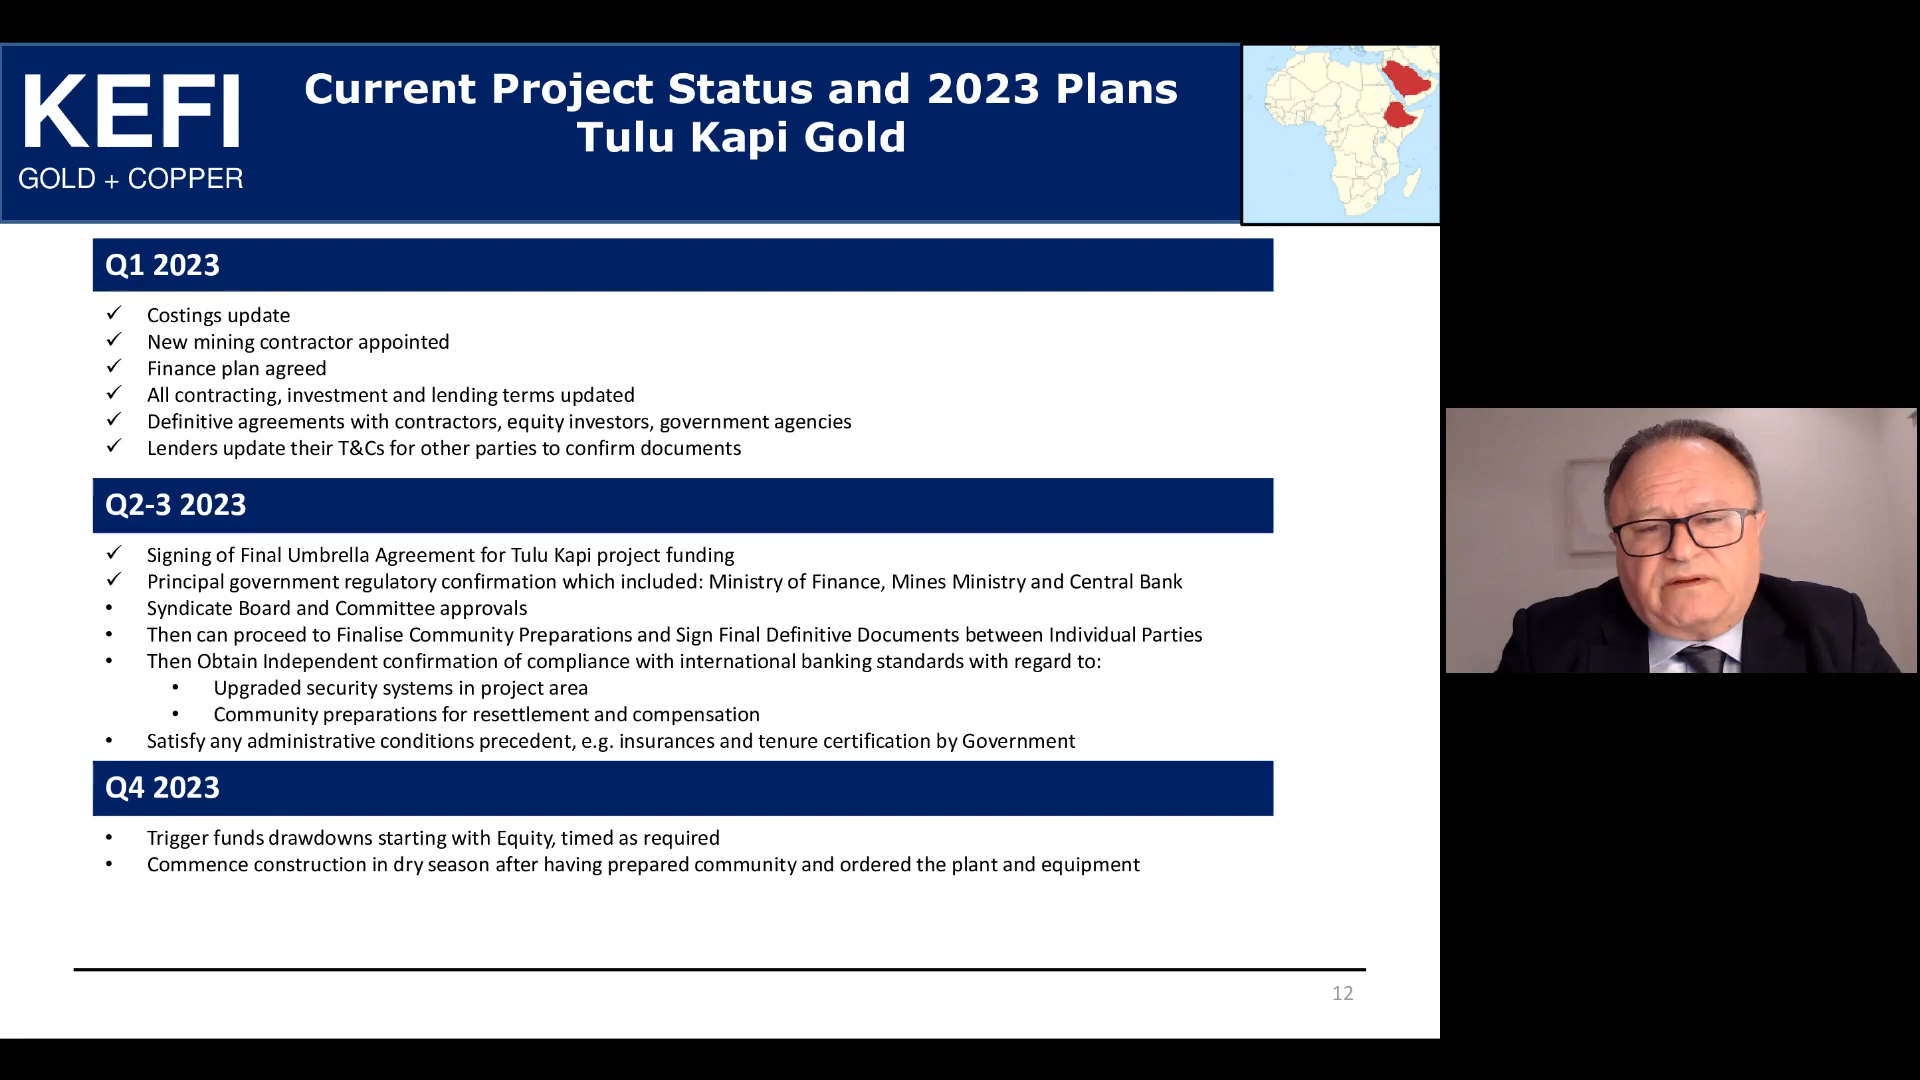 KEFI
GOLD + COPPER
Current Project Status and 2023 Plans
Tulu Kapi Gold
Q1 2023
✓ Costings update
✓ New mining contractor appointed
✓ Finance plan agreed
✓ All contracting, investment and lending terms updated
✓ Definitive agreements with contractors, equity investors, government agencies
✓ Lenders update their T&Cs for other parties to confirm documents
Q2-3 2023
✓ Signing of Final Umbrella Agreement for Tulu Kapi project funding
✓ Principal government regulatory confirmation which included: Ministry of Finance, Mines Ministry and Central Bank
• Syndicate Board and Committee approvals
• Then can proceed to Finalise Community Preparations and Sign Final Definitive Documents between Individual Parties
• Then Obtain Independent confirmation of compliance with international banking standards with regard to:
• Upgraded security systems in project area
• Community preparations for resettlement and compensation
• Satisfy any administrative conditions precedent, e.g. insurances and tenure certification by Government
Q4 2023
• Trigger funds drawdowns starting with Equity, timed as required
• Commence construction in dry season after having prepared community and ordered the plant and equipment
12